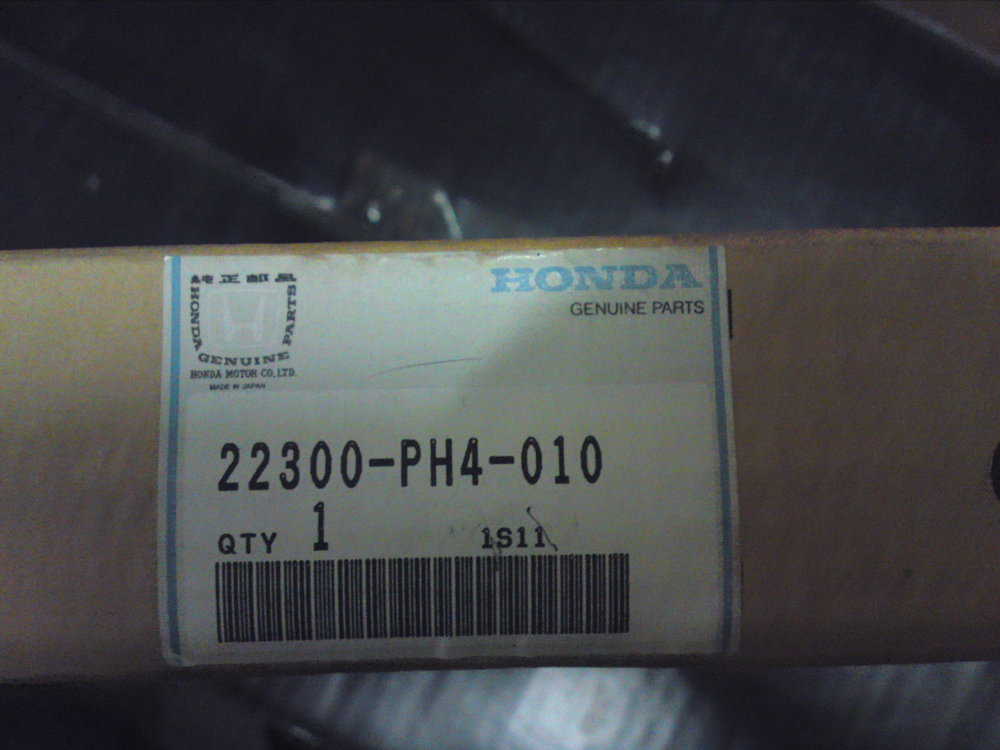 純正部品
HONDA
PARTS
GENUINE
HONDA MOTOR CO.,LTD.
MADE IN JAPAN
HONDA
GENUINE PARTS
22300-PH4-010
QTY 1 1S11